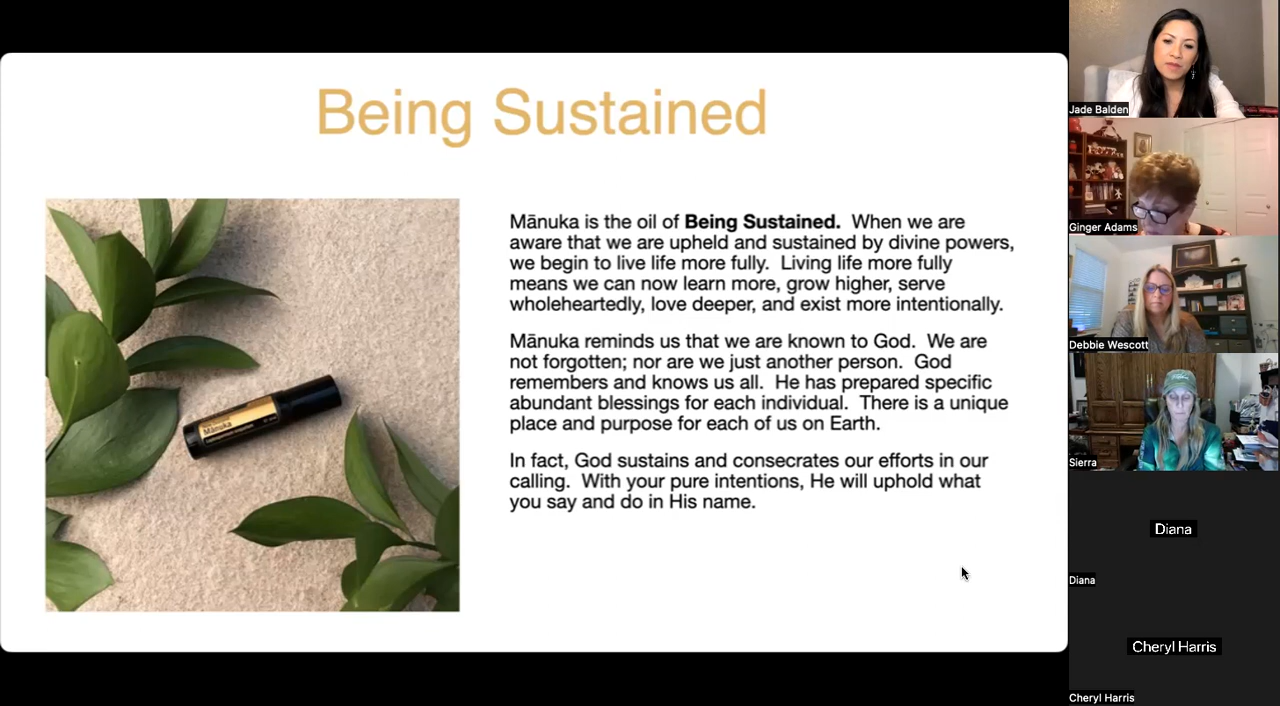 Being Sustained
Mānuka is the oil of Being Sustained. When we are
aware that we are upheld and sustained by divine powers,
we begin to live life more fully. Living life more fully
means we can now learn more, grow higher, serve
wholeheartedly, love deeper, and exist more intentionally.
Mānuka reminds us that we are known to God. We are
not forgotten; nor are we just another person. God
remembers and knows us all. He has prepared specific
abundant blessings for each individual. There is a unique
place and purpose for each of us on Earth.
In fact, God sustains and consecrates our efforts in our
calling. With your pure intentions, He will uphold what
you say and do in His name.
Mānuka
Jade Balden
Ginger Adams
Debbie Wescott
Sierra
Diana
Diana
Cheryl Harris
Cheryl Harris